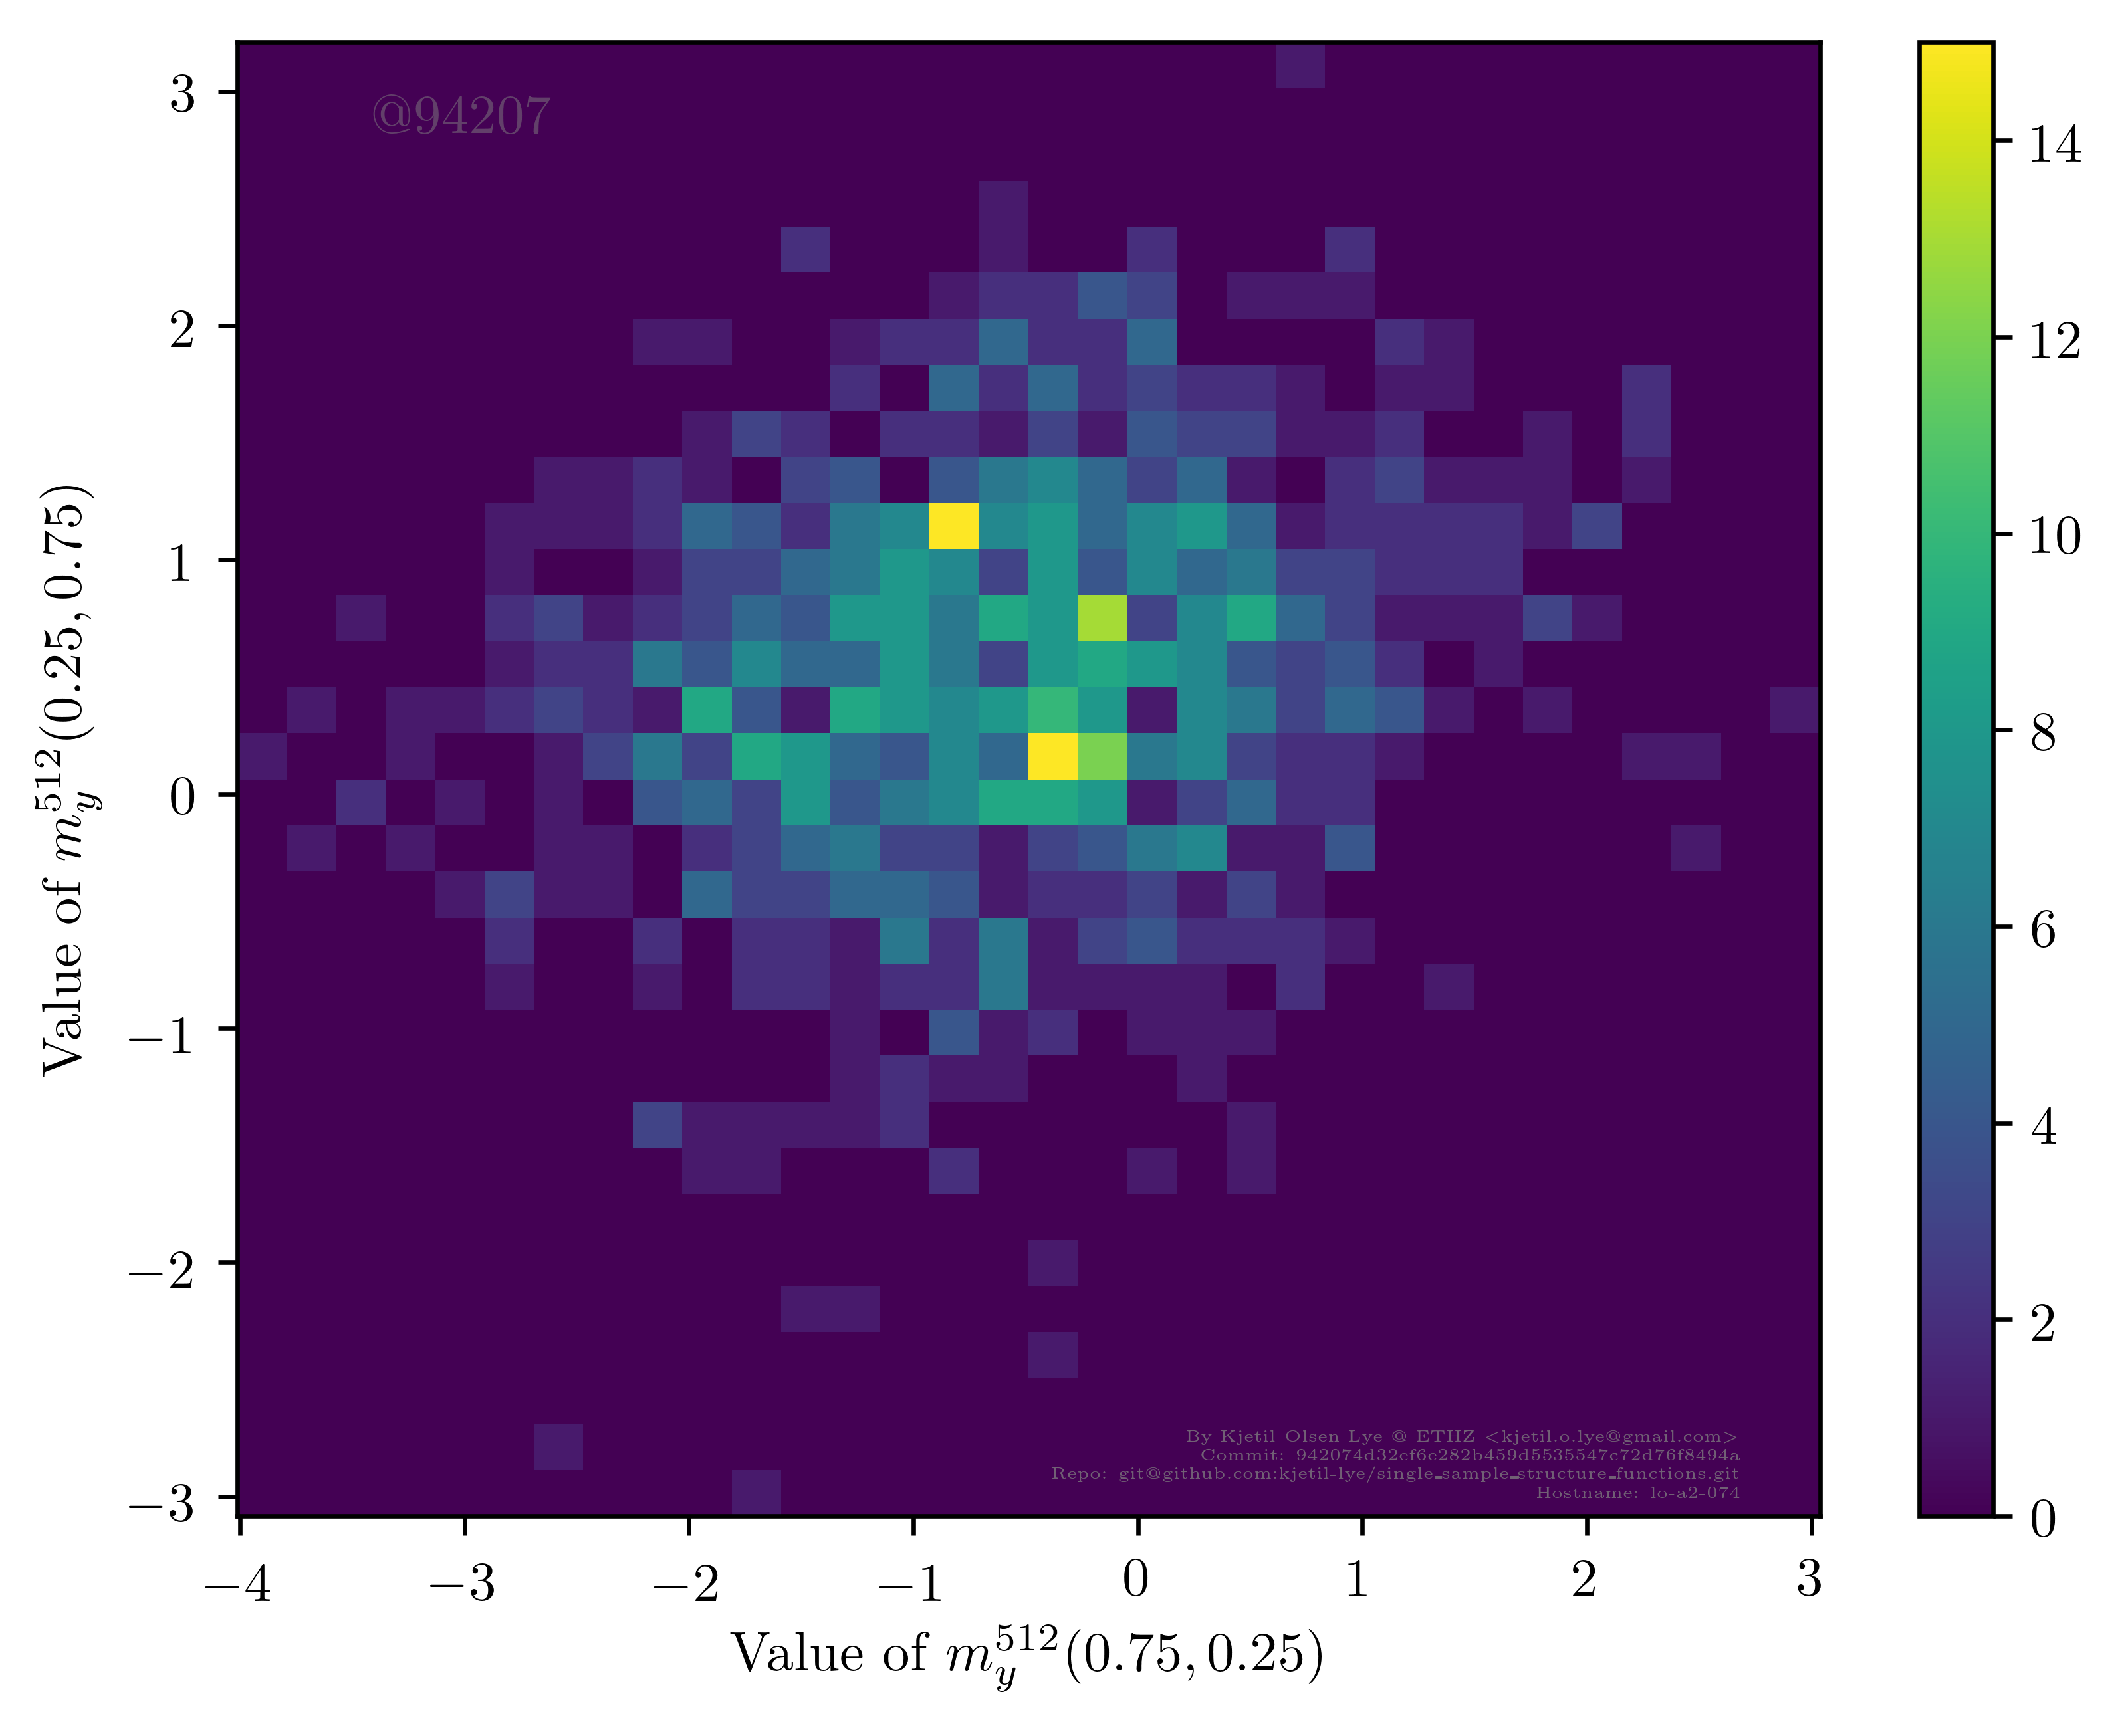 @94207
3
2
1
0
−1
−2
−3
Value of m_y^512(0.25, 0.75)
−4 −3 −2 −1 0 1 2 3
Value of m_y^512(0.75, 0.25)
14
12
10
8
6
4
2
0
By Kjetil Olsen Lye @ ETHZ <kjetil.o.lye@gmail.com>
Commit: 942074d32ef6e282b459d5535547c72d76f8494a
Repo: git@github.com:kjetil-lye/single_sample_structure_functions.git
Hostname: lo-a2-074